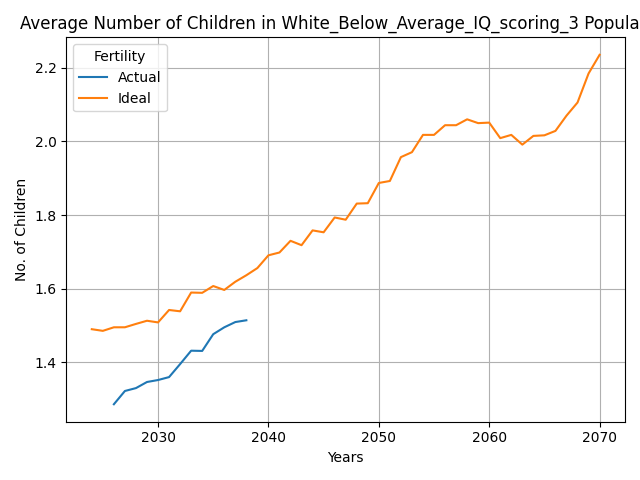 Average Number of Children in White_Below_Average_IQ_scoring_3 Popula
Fertility
Actual
Ideal
No. of Children
2.2
2.0
1.8
1.6
1.4
2030 2040 2050 2060 2070
Years